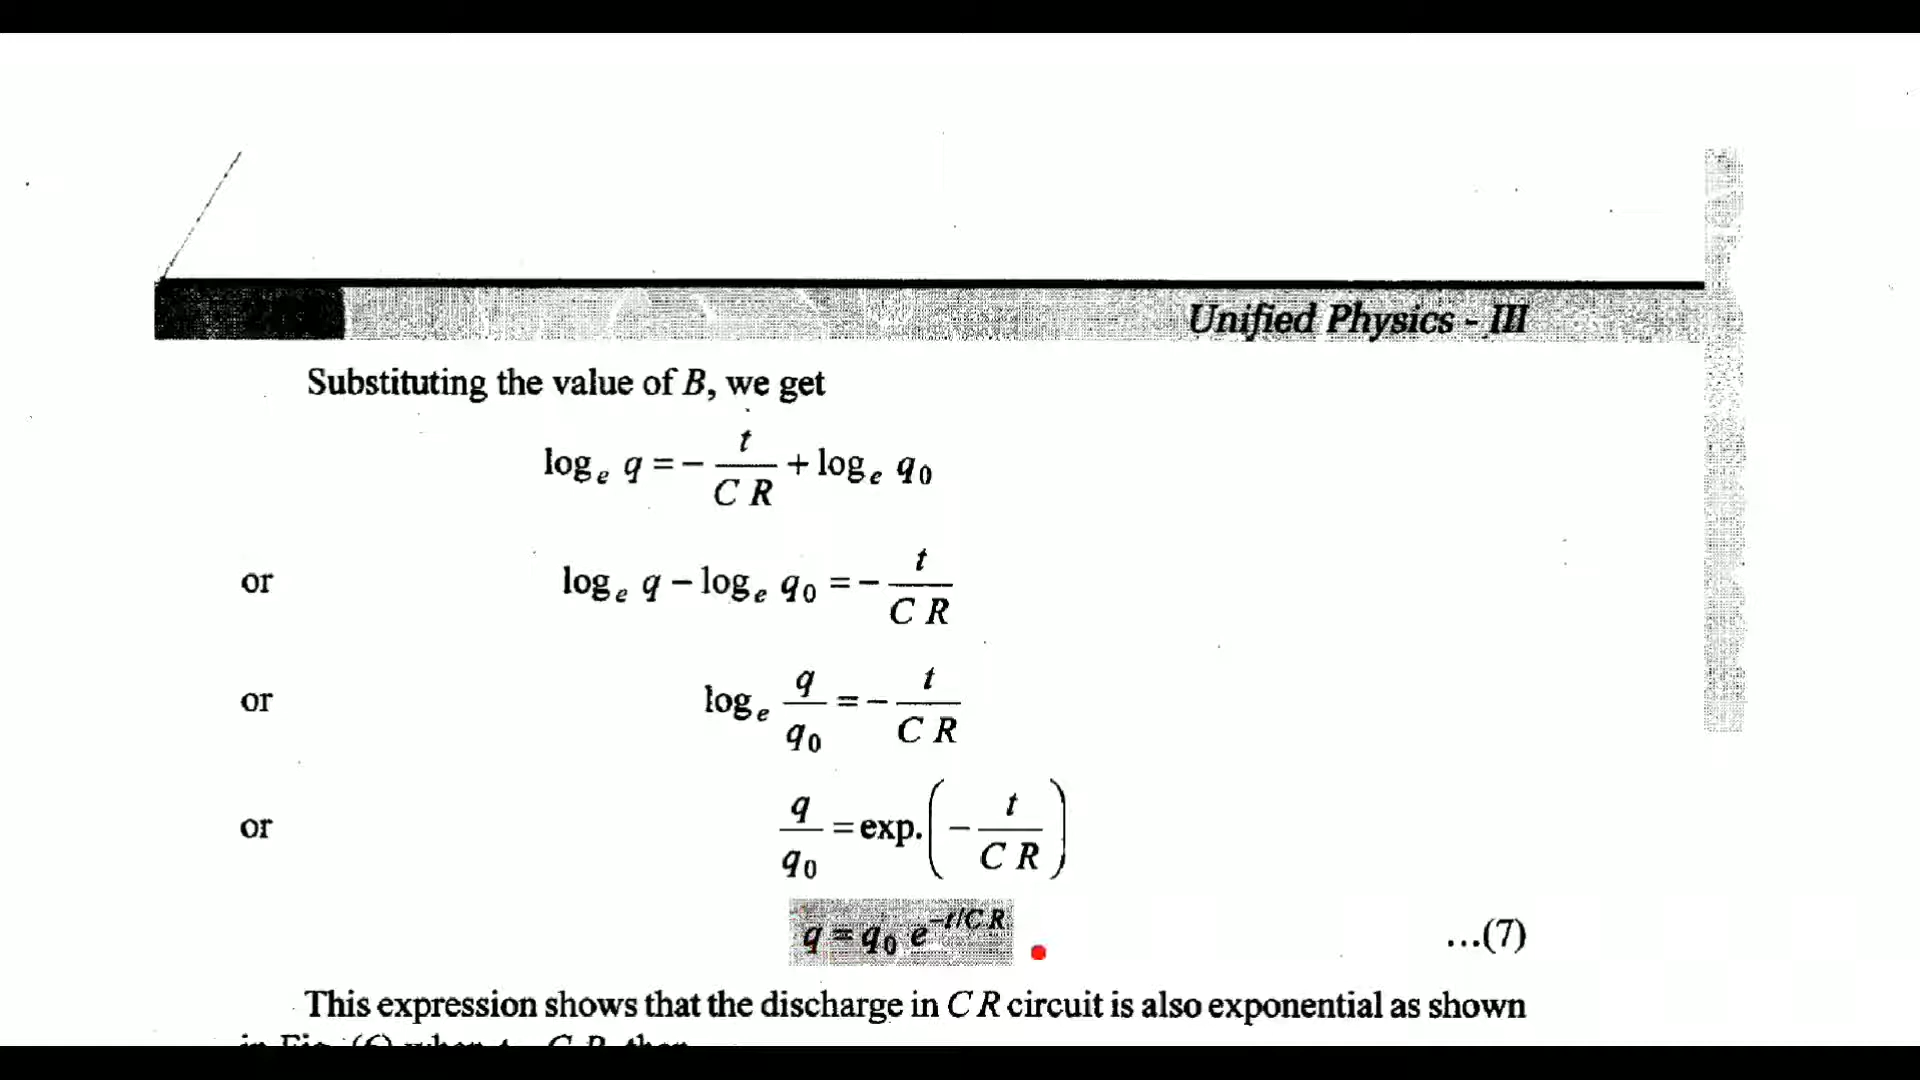 Unified Physics - III
Substituting the value of B, we get
log_e q = - t / C R + log_e q_0
or log_e q - log_e q_0 = - t / C R
or log_e q / q_0 = - t / C R
or q / q_0 = exp. ( - t / C R )
q = q_0 e^{-t/C R} ...(7)
This expression shows that the discharge in C R circuit is also exponential as shown